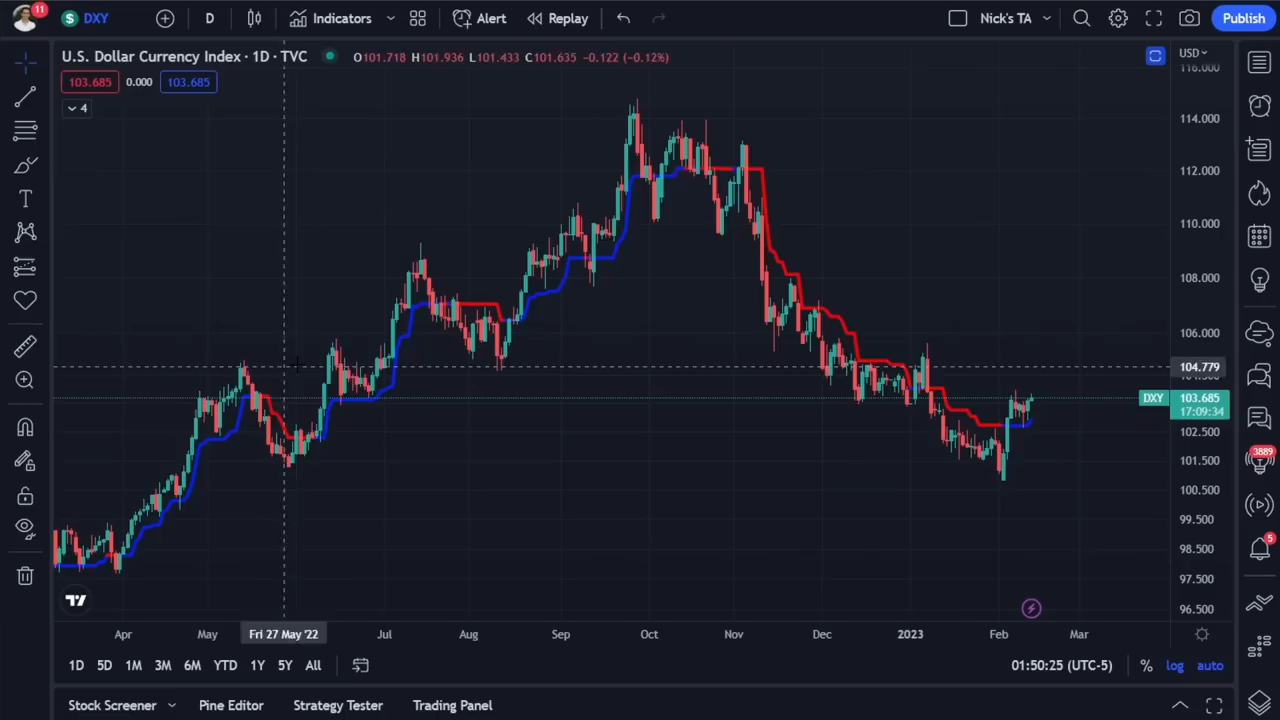 11 DXY D Indicators Alert Replay Nick's TA Publish
U.S. Dollar Currency Index · 1D · TVC O101.718 H101.936 L101.433 C101.635 -0.122 (-0.12%)
USD
116.000
103.685 0.000 103.685
4
114.000
112.000
110.000
108.000
106.000
104.779
DXY 103.685
17:09:34
102.500
101.500
100.500
99.500
98.500
97.500
96.500
3889
5
Apr May Fri 27 May '22 Jul Aug Sep Oct Nov Dec 2023 Feb Mar
1D 5D 1M 3M 6M YTD 1Y 5Y All 01:50:25 (UTC-5) % log auto
Stock Screener Pine Editor Strategy Tester Trading Panel